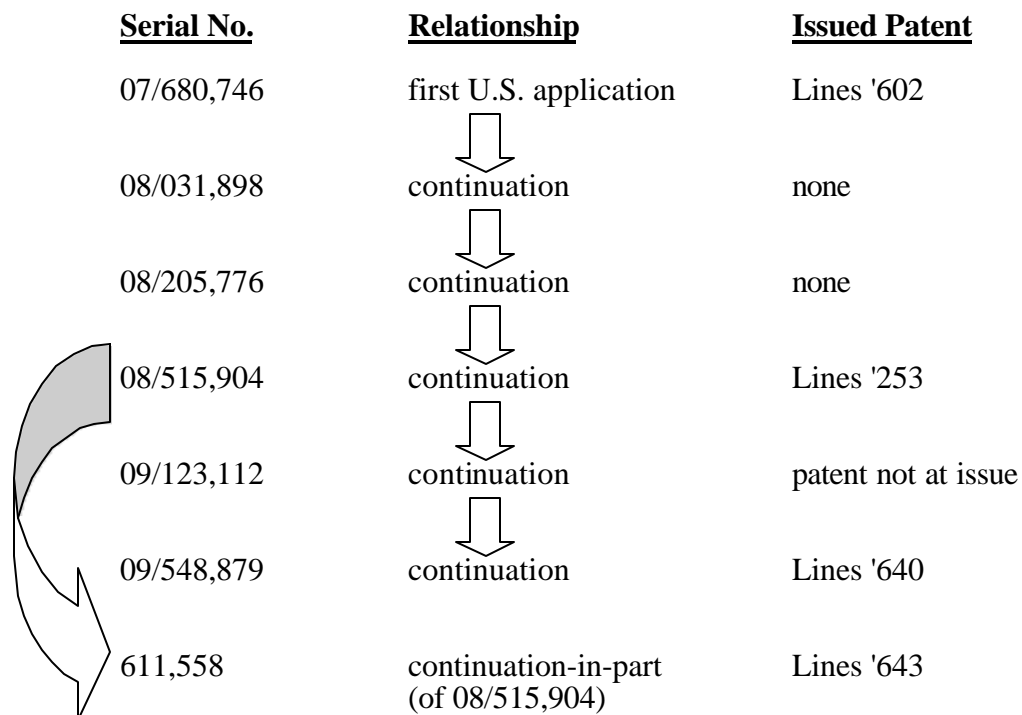 Serial No. Relationship Issued Patent
07/680,746 first U.S. application Lines '602
08/031,898 continuation none
08/205,776 continuation none
08/515,904 continuation Lines '253
09/123,112 continuation patent not at issue
09/548,879 continuation Lines '640
611,558 continuation-in-part Lines '643
(of 08/515,904)